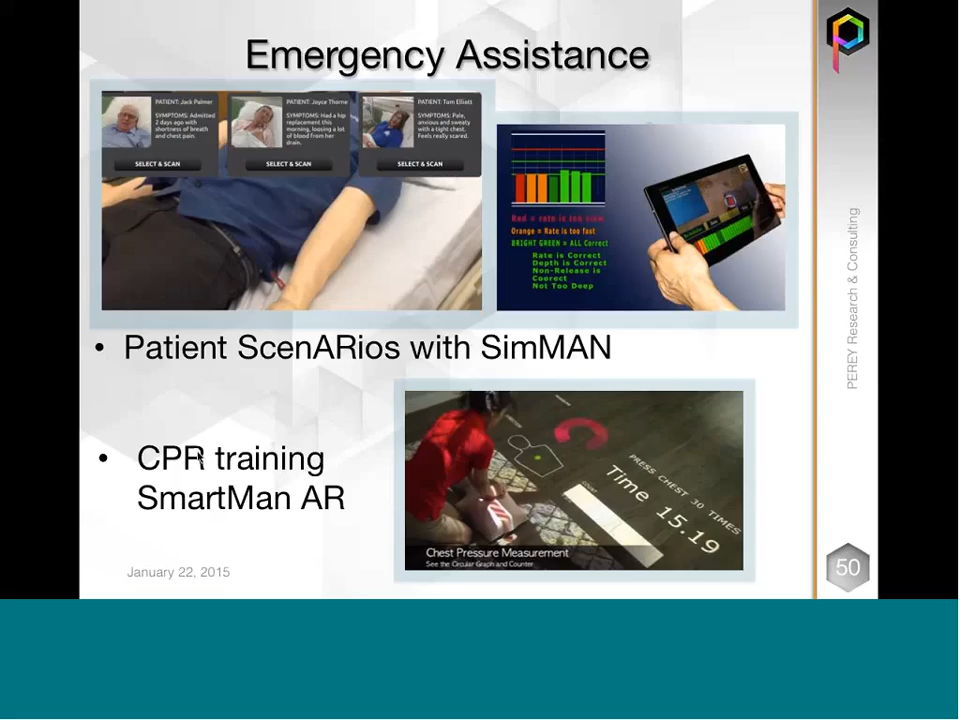 Emergency Assistance
PATIENT: Jack Palmer
SYMPTOMS: Admitted
2 days ago with
shortness of breath
and chest pain.
SELECT & SCAN
PATIENT: Joyce Thorne
SYMPTOMS: Had a hip
replacement this
morning, loosing a lot
of blood from her
drain.
SELECT & SCAN
PATIENT: Tom Elliatt
SYMPTOMS: Pale,
anxious and sweaty
with a tight chest.
Feels really scared.
SELECT & SCAN
Red = rate is too
Orange = Rate is too fast
BRIGHT GREEN = ALL Correct
Rate is Correct
Depth is Correct
Non-Release is
Correct
Not Too Deep
• Patient ScenARios with SimMAN
• CPR training
SmartMan AR
PRESS CHEST 30 TIMES
Time 15.19
COUNT
Chest Pressure Measurement
See the Circular Graph and Counter
January 22, 2015
PEREY Research & Consulting
50